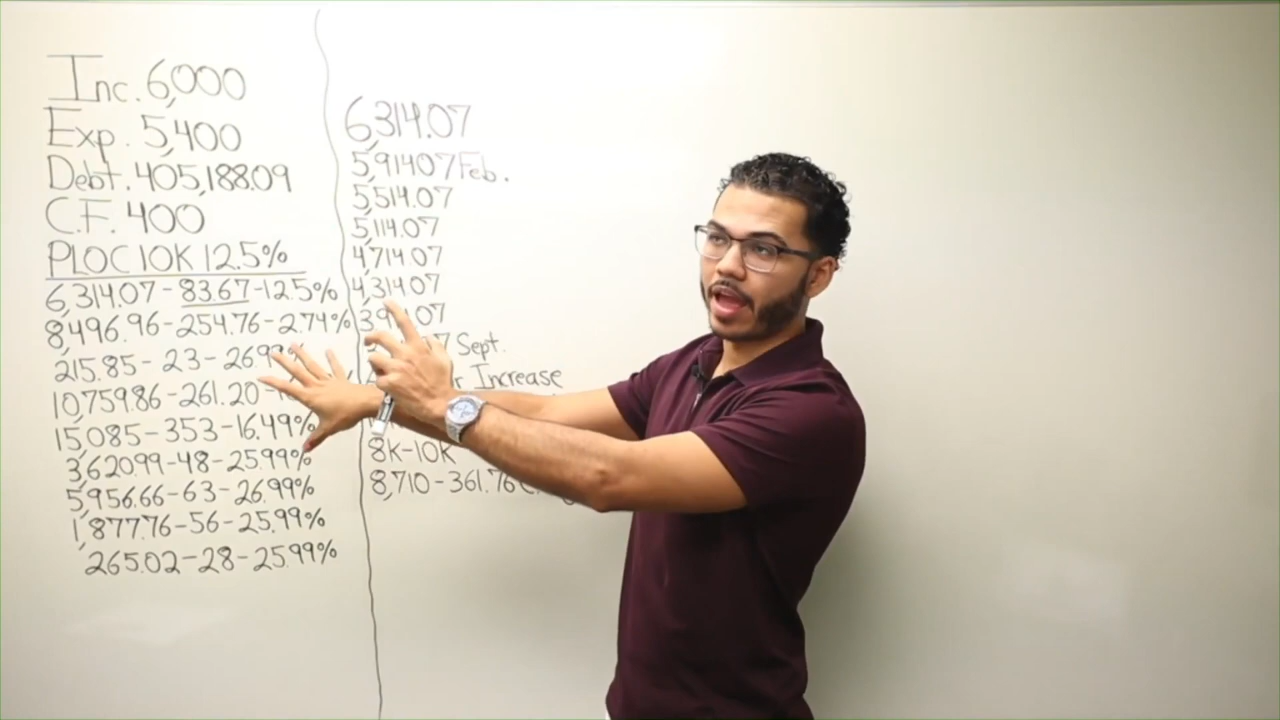 Inc. 6,000
Exp. 5,400
Debt. 405,188.09
C.F. 400
PLOC 10K 12.5%
6,314.07-83.67-12.5%
8,496.96-254.76-2.74%
215.85-23-26.99
10,759.86-261.20-
15,085-353-16.49%
3,620.99-48-25.99%
5,956.66-63-26.99%
1,877.76-56-25.99%
265.02-28-25.99%
6,314.07
5,914.07 Feb.
5,514.07
5,114.07
4,714.07
4,314.07
Sept.
Increase
8K-10K
8,710-361.76